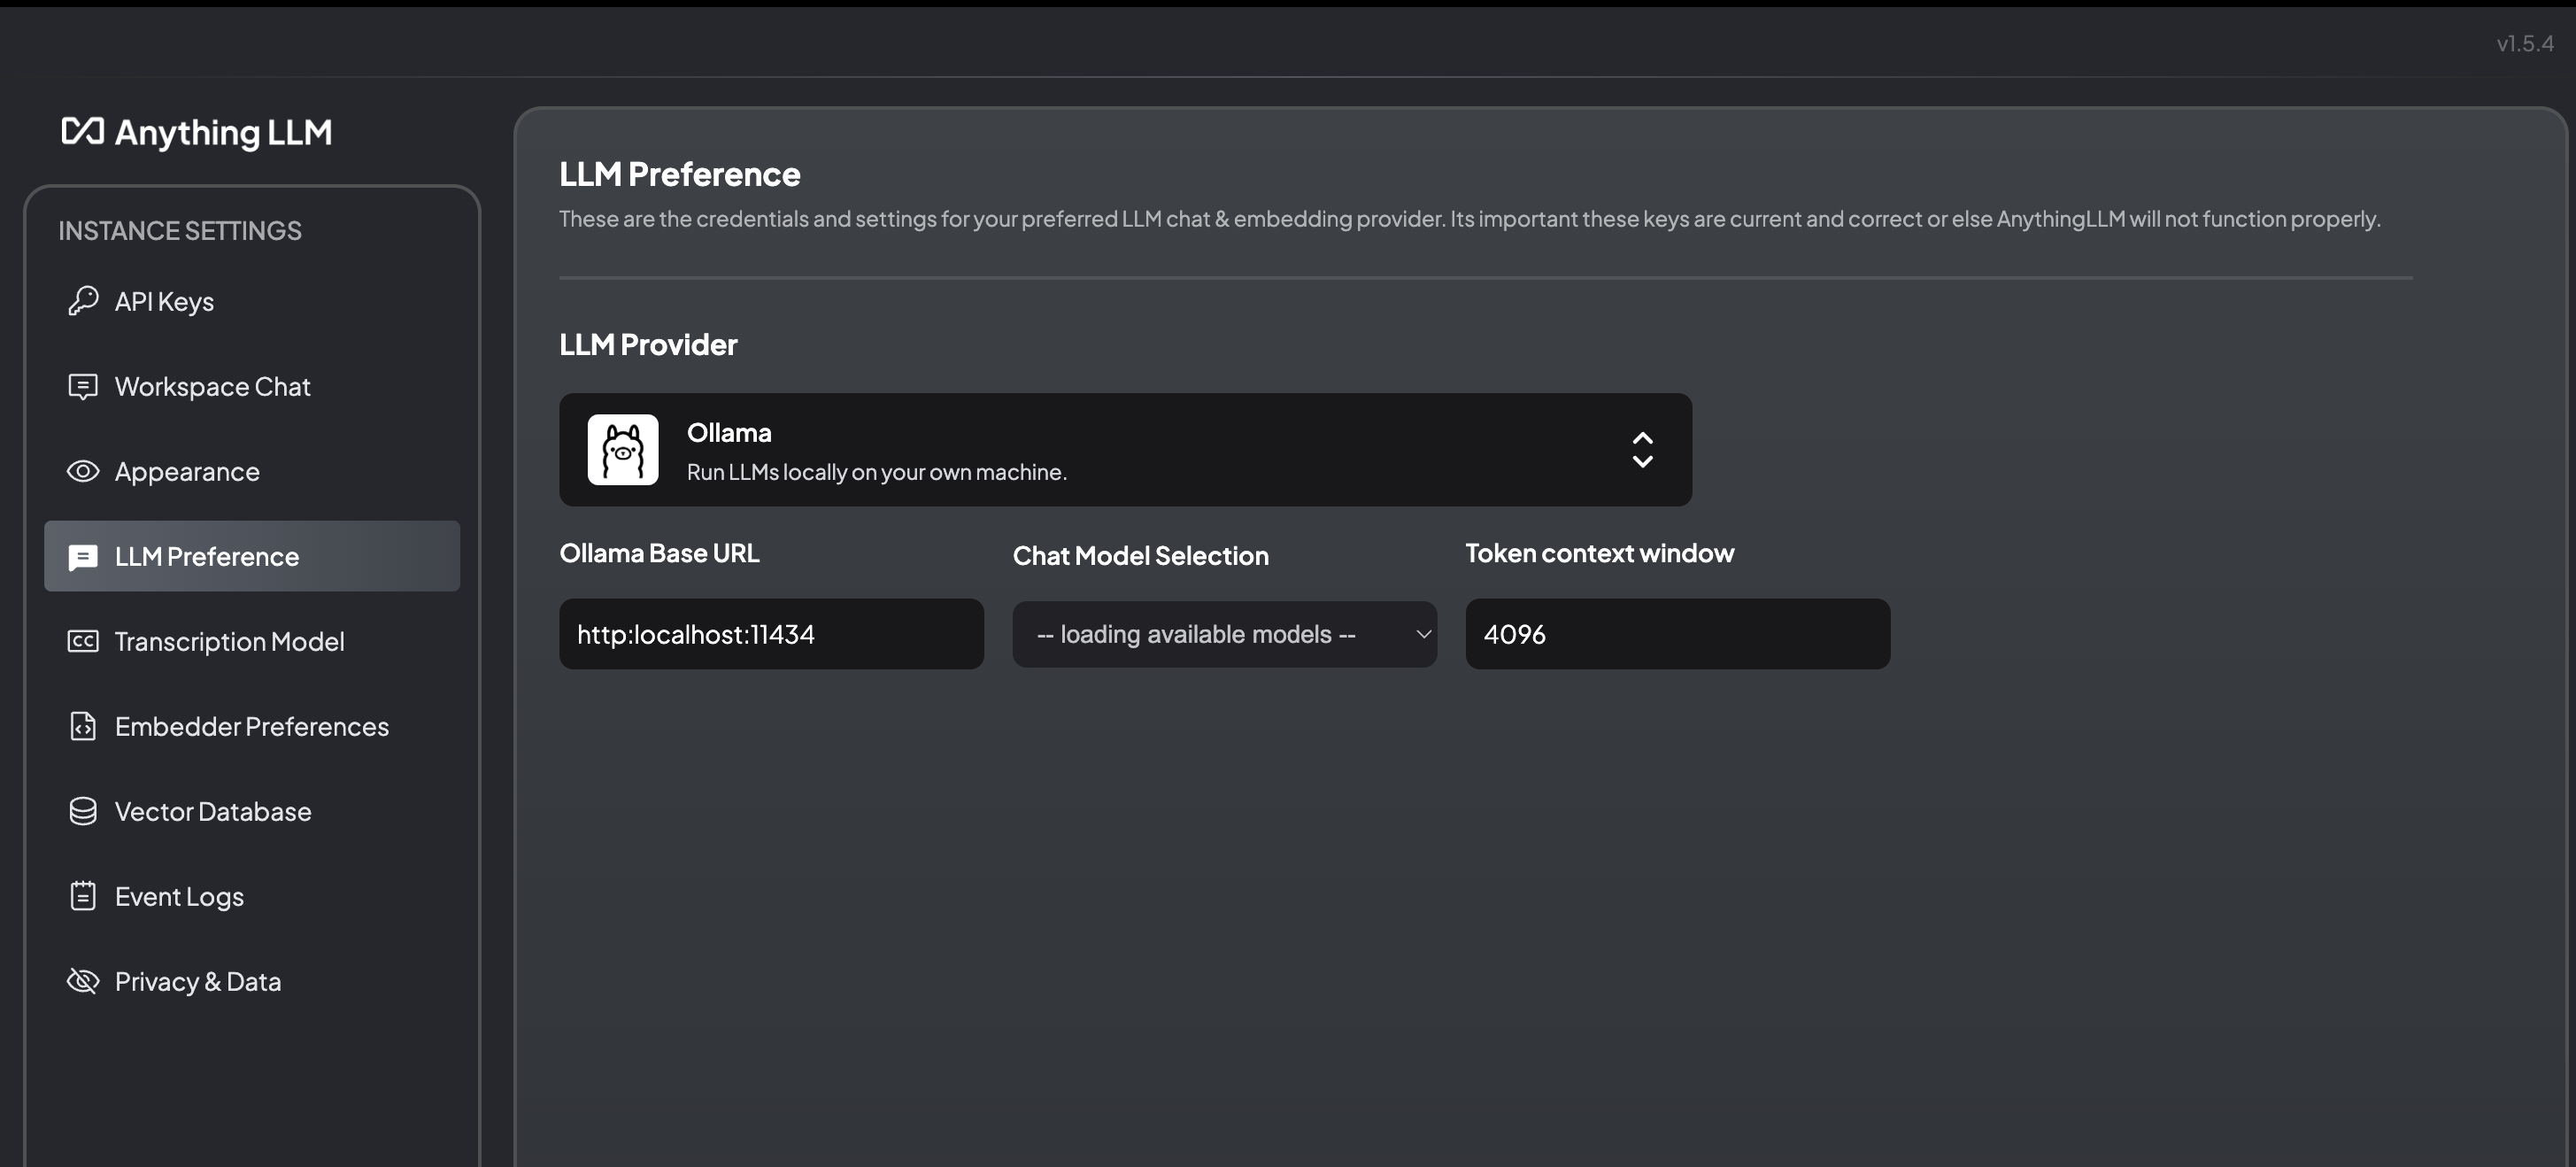 v1.5.4
Anything LLM
INSTANCE SETTINGS
API Keys
Workspace Chat
Appearance
LLM Preference
Transcription Model
Embedder Preferences
Vector Database
Event Logs
Privacy & Data
LLM Preference
These are the credentials and settings for your preferred LLM chat & embedding provider. Its important these keys are current and correct or else AnythingLLM will not function properly.
LLM Provider
Ollama
Run LLMs locally on your own machine.
Ollama Base URL
http:localhost:11434
Chat Model Selection
-- loading available models --
Token context window
4096